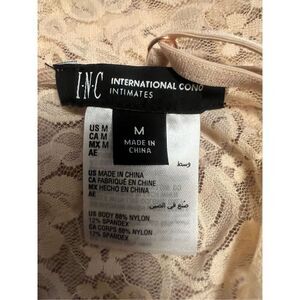 I·N·C INTERNATIONAL CONC
INTIMATES
US M
CA M
MX M
AE
M
MADE IN
CHINA
وسط
US MADE IN CHINA
CA FABRIQUÉ EN CHINE
MX HECHO EN CHINA
AE
صنع في الصين
US BODY 88% NYLON
12% SPANDEX
CA CORPS 88% NYLON
12% SPANDEX